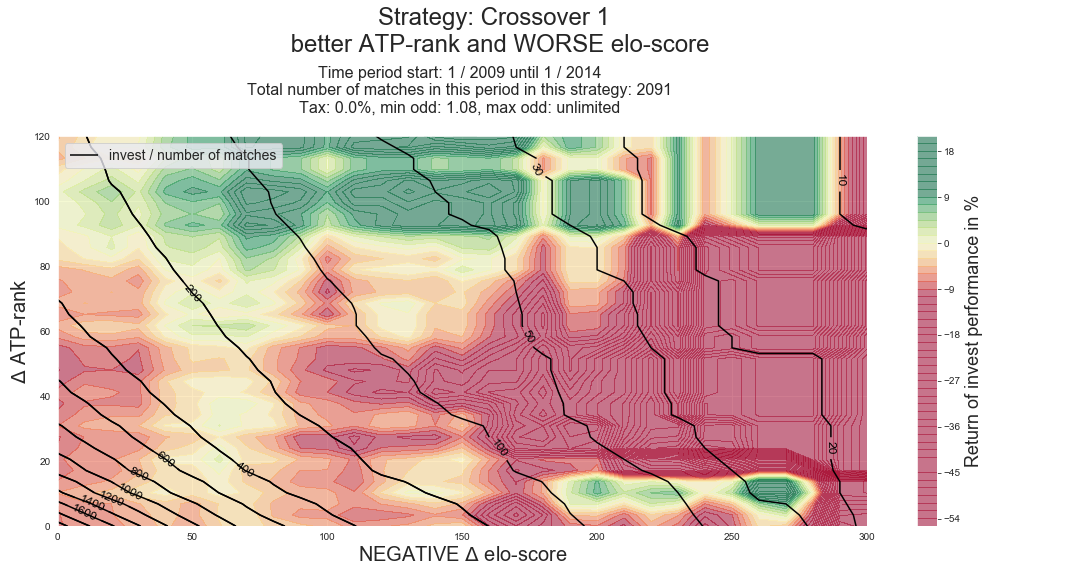 Strategy: Crossover 1
better ATP-rank and WORSE elo-score
Time period start: 1 / 2009 until 1 / 2014
Total number of matches in this period in this strategy: 2091
Tax: 0.0%, min odd: 1.08, max odd: unlimited
invest / number of matches
Δ ATP-rank
120
100
80
60
40
20
0
0 50 100 150 200 250 300
NEGATIVE Δ elo-score
200
400
600
800
1000
1200
1400
1600
100
50
30
20
10
18
9
0
−9
−18
−27
−36
−45
−54
Return of invest performance in %